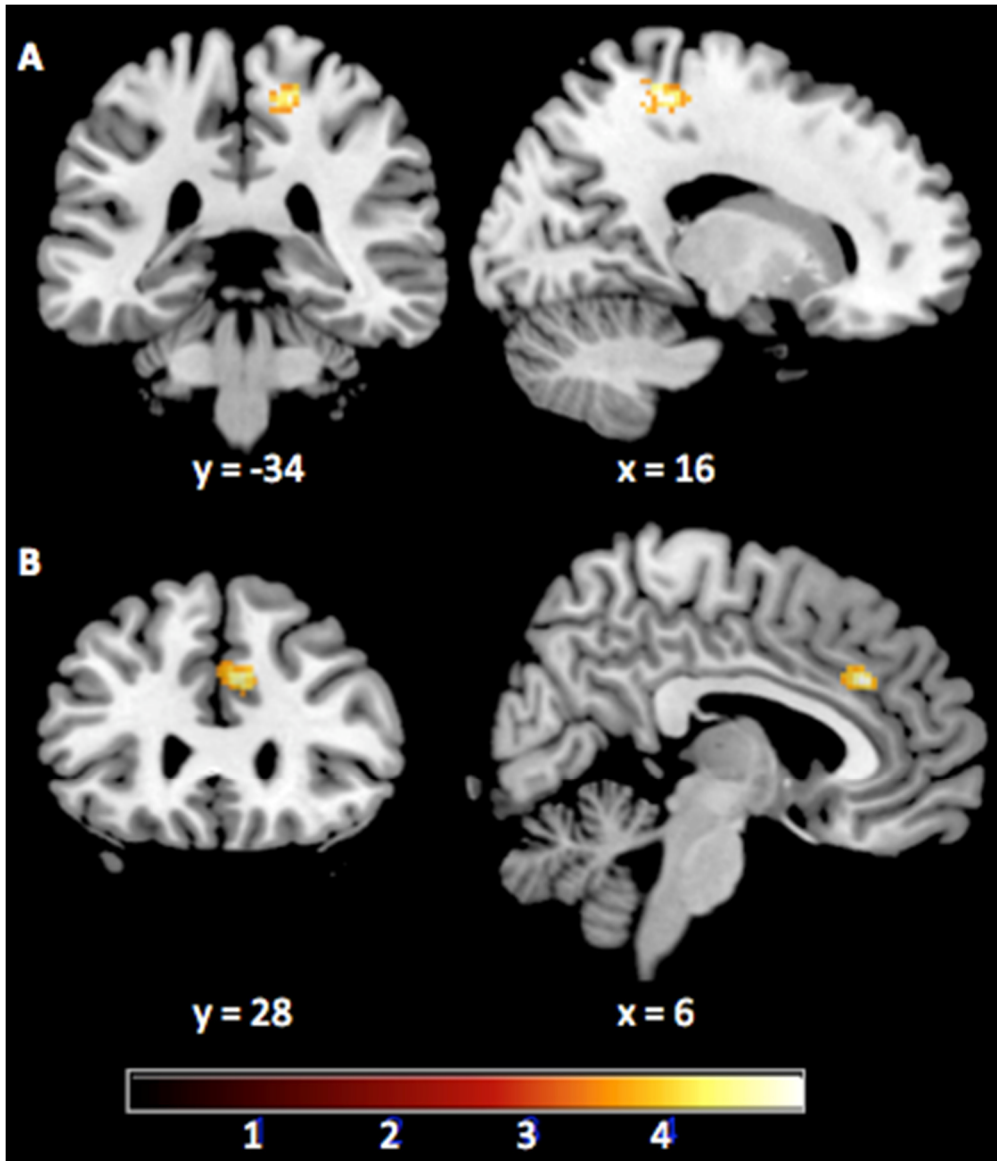 A
y = -34 x = 16
B
y = 28 x = 6
1 2 3 4